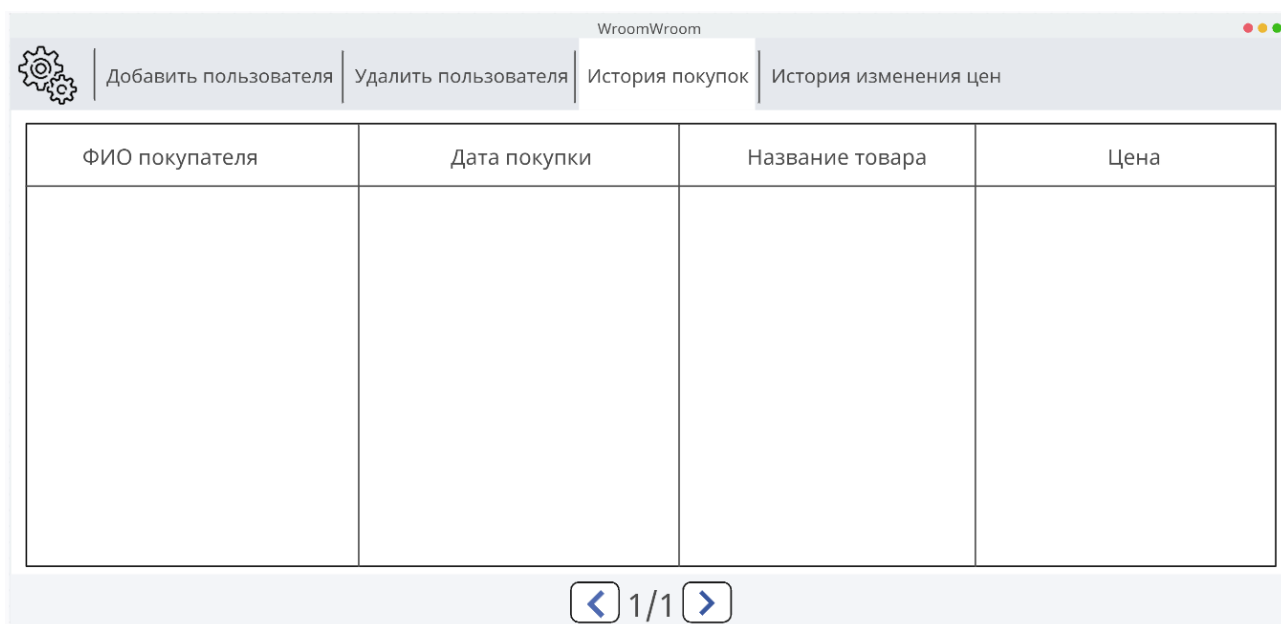 WroomWroom
Добавить пользователя Удалить пользователя История покупок История изменения цен
ФИО покупателя Дата покупки Название товара Цена
1/1